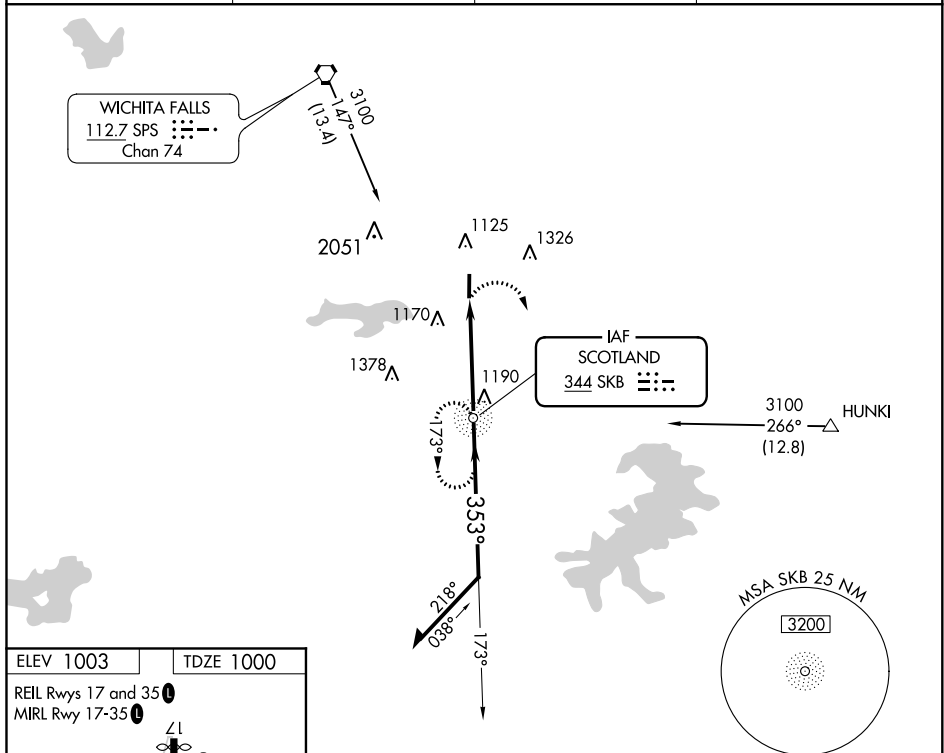 WICHITA FALLS
112.7 SPS
Chan 74
3100
147°
(13.4)
2051
1125
1326
1170
1378
1190
IAF
SCOTLAND
344 SKB
3100
266°
(12.8)
HUNKI
173°
353°
218°
038°
173°
MSA SKB 25 NM
3200
ELEV 1003
TDZE 1000
REIL Rwys 17 and 35 L
MIRL Rwy 17-35 L
17